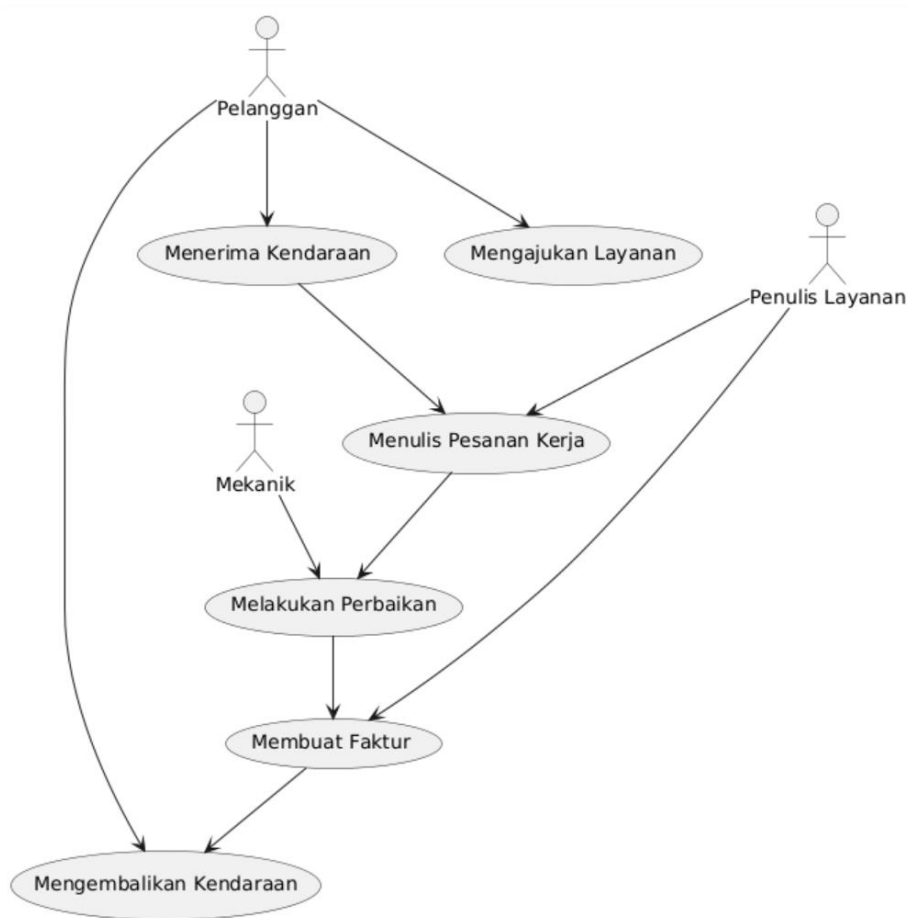 Pelanggan
Menerima Kendaraan
Mengajukan Layanan
Penulis Layanan
Menulis Pesanan Kerja
Mekanik
Melakukan Perbaikan
Membuat Faktur
Mengembalikan Kendaraan